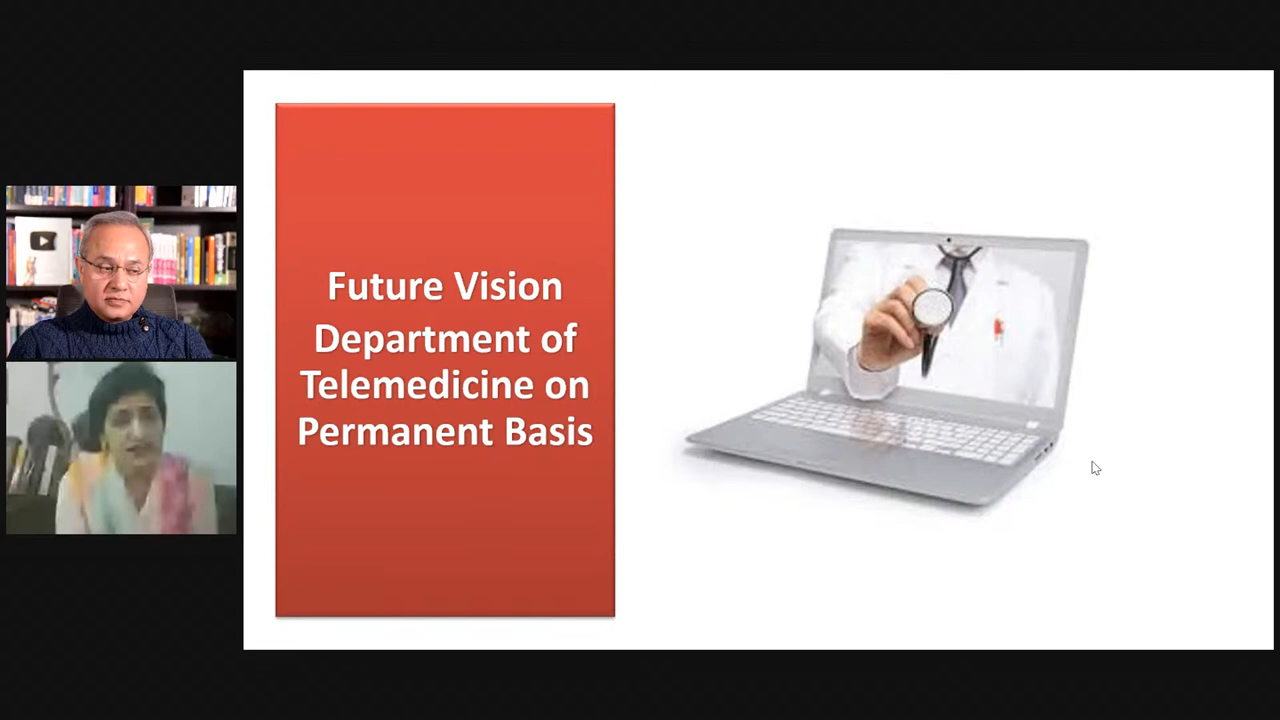 Future Vision
Department of
Telemedicine on
Permanent Basis